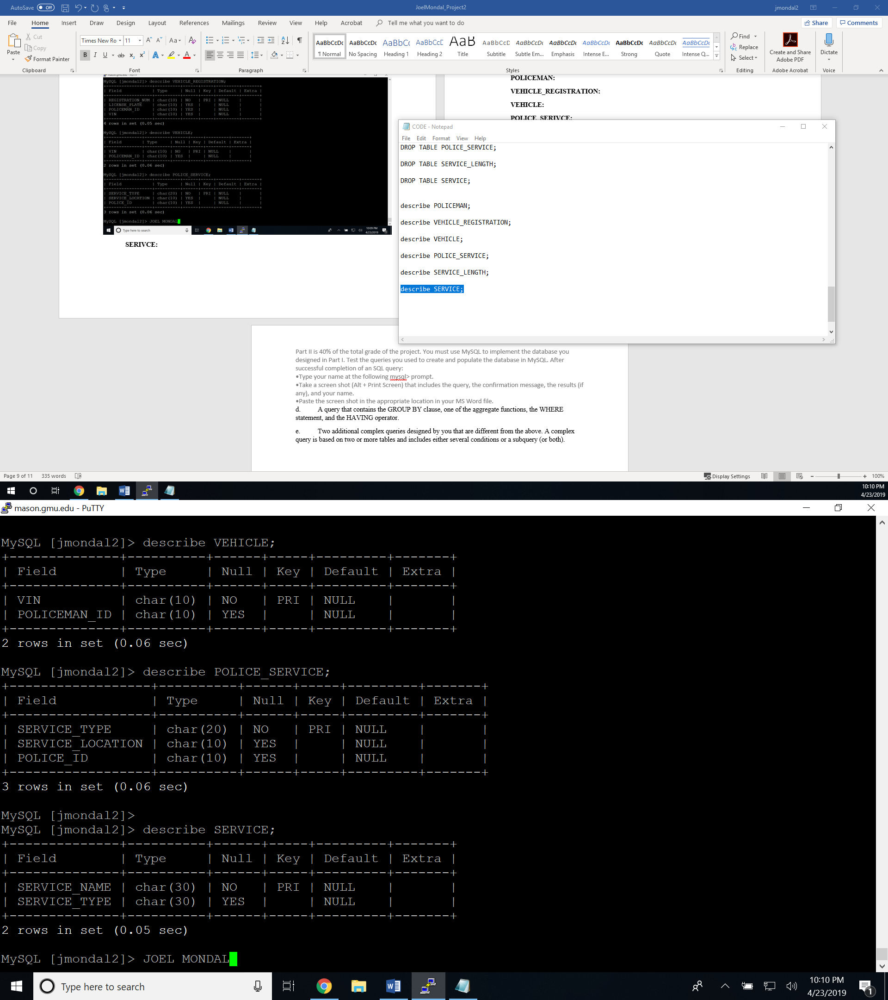 AutoSave Off JoelMondal_Project2 jmondal2
File Home Insert Draw Design Layout References Mailings Review View Help Acrobat Tell me what you want to do Share Comments
Paste Cut Copy Format Painter
Times New Ro 11
B I U ab
Clipboard Font Paragraph Styles Editing Adobe Acrobat Voice
¶ Normal No Spacing Heading 1 Heading 2 Title Subtitle Subtle Em... Emphasis Intense E... Strong Quote Intense Q...
Find Replace Select
Create and Share Adobe PDF
Dictate
MySQL [jmondal2]> describe VEHICLE_REGISTRATION;
| Field | Type | Null | Key | Default | Extra |
| REGISTRATION_NUM | char(10) | NO | PRI | NULL | |
| LICENSE_PLATE | char(10) | YES | | NULL | |
| POLICEMAN_ID | char(10) | YES | | NULL | |
| VIN | char(10) | YES | | NULL | |
4 rows in set (0.05 sec)
MySQL [jmondal2]> describe VEHICLE;
| Field | Type | Null | Key | Default | Extra |
| VIN | char(10) | NO | PRI | NULL | |
| POLICEMAN_ID | char(10) | YES | | NULL | |
2 rows in set (0.06 sec)
MySQL [jmondal2]> describe POLICE_SERVICE;
| Field | Type | Null | Key | Default | Extra |
| SERVICE_TYPE | char(20) | NO | PRI | NULL | |
| SERVICE_LOCATION | char(10) | YES | | NULL | |
| POLICE_ID | char(10) | YES | | NULL | |
3 rows in set (0.06 sec)
MySQL [jmondal2]> JOEL MONDAL
Type here to search 10:09 PM
4/23/2019
SERIVCE:
POLICEMAN:
VEHICLE_REGISTRATION:
VEHICLE:
POLICE_SERIVCE:
CODE - Notepad
File Edit Format View Help
DROP TABLE POLICE_SERVICE;
DROP TABLE SERVICE_LENGTH;
DROP TABLE SERVICE;
describe POLICEMAN;
describe VEHICLE_REGISTRATION;
describe VEHICLE;
describe POLICE_SERVICE;
describe SERVICE_LENGTH;
describe SERVICE;
Part II is 40% of the total grade of the project. You must use MySQL to implement the database you
designed in Part I. Test the queries you used to create and populate the database in MySQL. After
successful completion of an SQL query:
•Type your name at the following mysql> prompt.
•Take a screen shot (Alt + Print Screen) that includes the query, the confirmation message, the results (if
any), and your name.
•Paste the screen shot in the appropriate location in your MS Word file.
d. A query that contains the GROUP BY clause, one of the aggregate functions, the WHERE
statement, and the HAVING operator.
e. Two additional complex queries designed by you that are different from the above. A complex
query is based on two or more tables and includes either several conditions or a subquery (or both).
Page 9 of 11 335 words Display Settings 100%
10:10 PM
4/23/2019
mason.gmu.edu - PuTTY
MySQL [jmondal2]> describe VEHICLE;
+--------------+----------+------+-----+---------+-------+
| Field | Type | Null | Key | Default | Extra |
+--------------+----------+------+-----+---------+-------+
| VIN | char(10) | NO | PRI | NULL | |
| POLICEMAN_ID | char(10) | YES | | NULL | |
+--------------+----------+------+-----+---------+-------+
2 rows in set (0.06 sec)
MySQL [jmondal2]> describe POLICE_SERVICE;
+------------------+----------+------+-----+---------+-------+
| Field | Type | Null | Key | Default | Extra |
+------------------+----------+------+-----+---------+-------+
| SERVICE_TYPE | char(20) | NO | PRI | NULL | |
| SERVICE_LOCATION | char(10) | YES | | NULL | |
| POLICE_ID | char(10) | YES | | NULL | |
+------------------+----------+------+-----+---------+-------+
3 rows in set (0.06 sec)
MySQL [jmondal2]>
MySQL [jmondal2]> describe SERVICE;
+--------------+----------+------+-----+---------+-------+
| Field | Type | Null | Key | Default | Extra |
+--------------+----------+------+-----+---------+-------+
| SERVICE_NAME | char(30) | NO | PRI | NULL | |
| SERVICE_TYPE | char(30) | YES | | NULL | |
+--------------+----------+------+-----+---------+-------+
2 rows in set (0.05 sec)
MySQL [jmondal2]> JOEL MONDAL
Type here to search
10:10 PM
4/23/2019
1